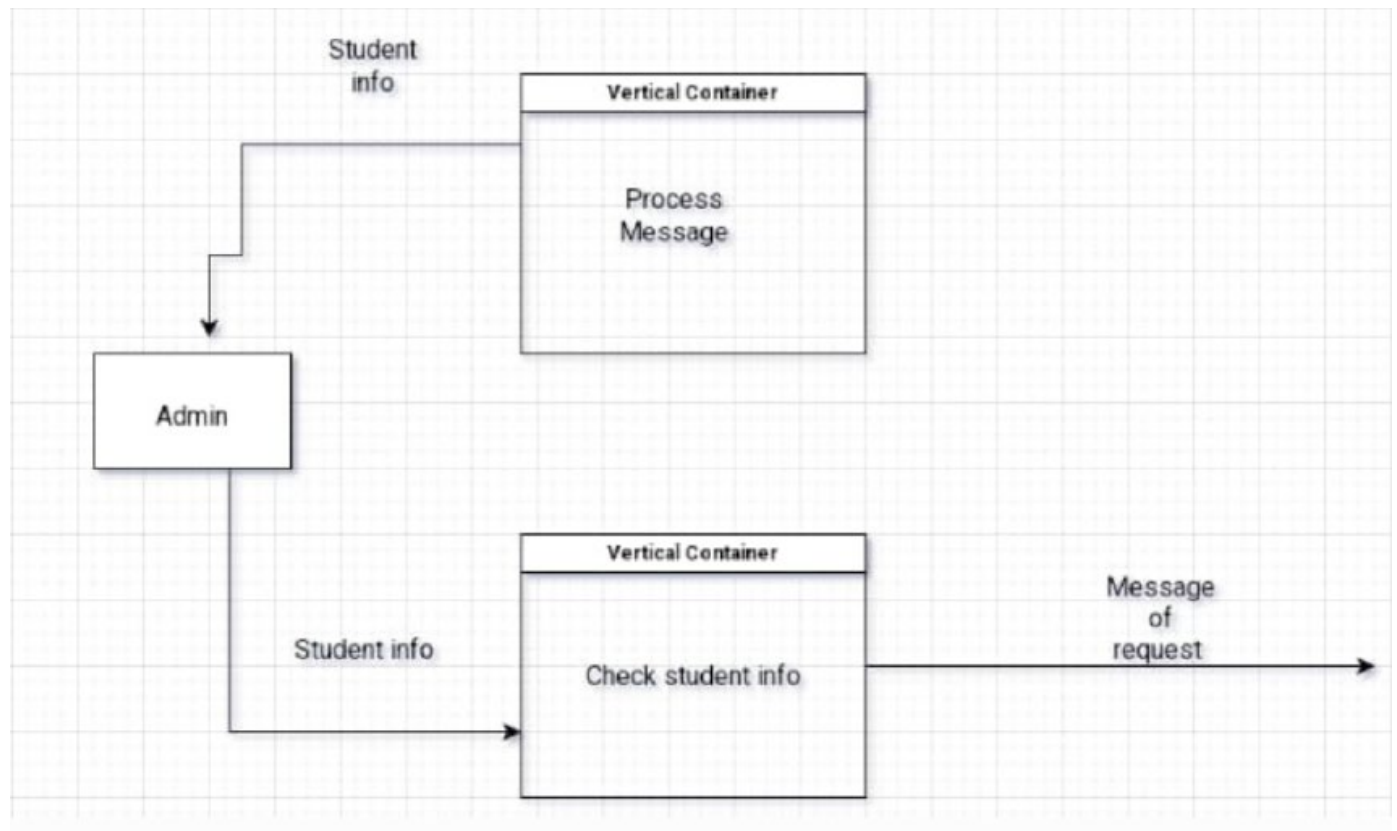 Student
info
Vertical Container
Process
Message
Admin
Vertical Container
Student info
Check student info
Message
of
request